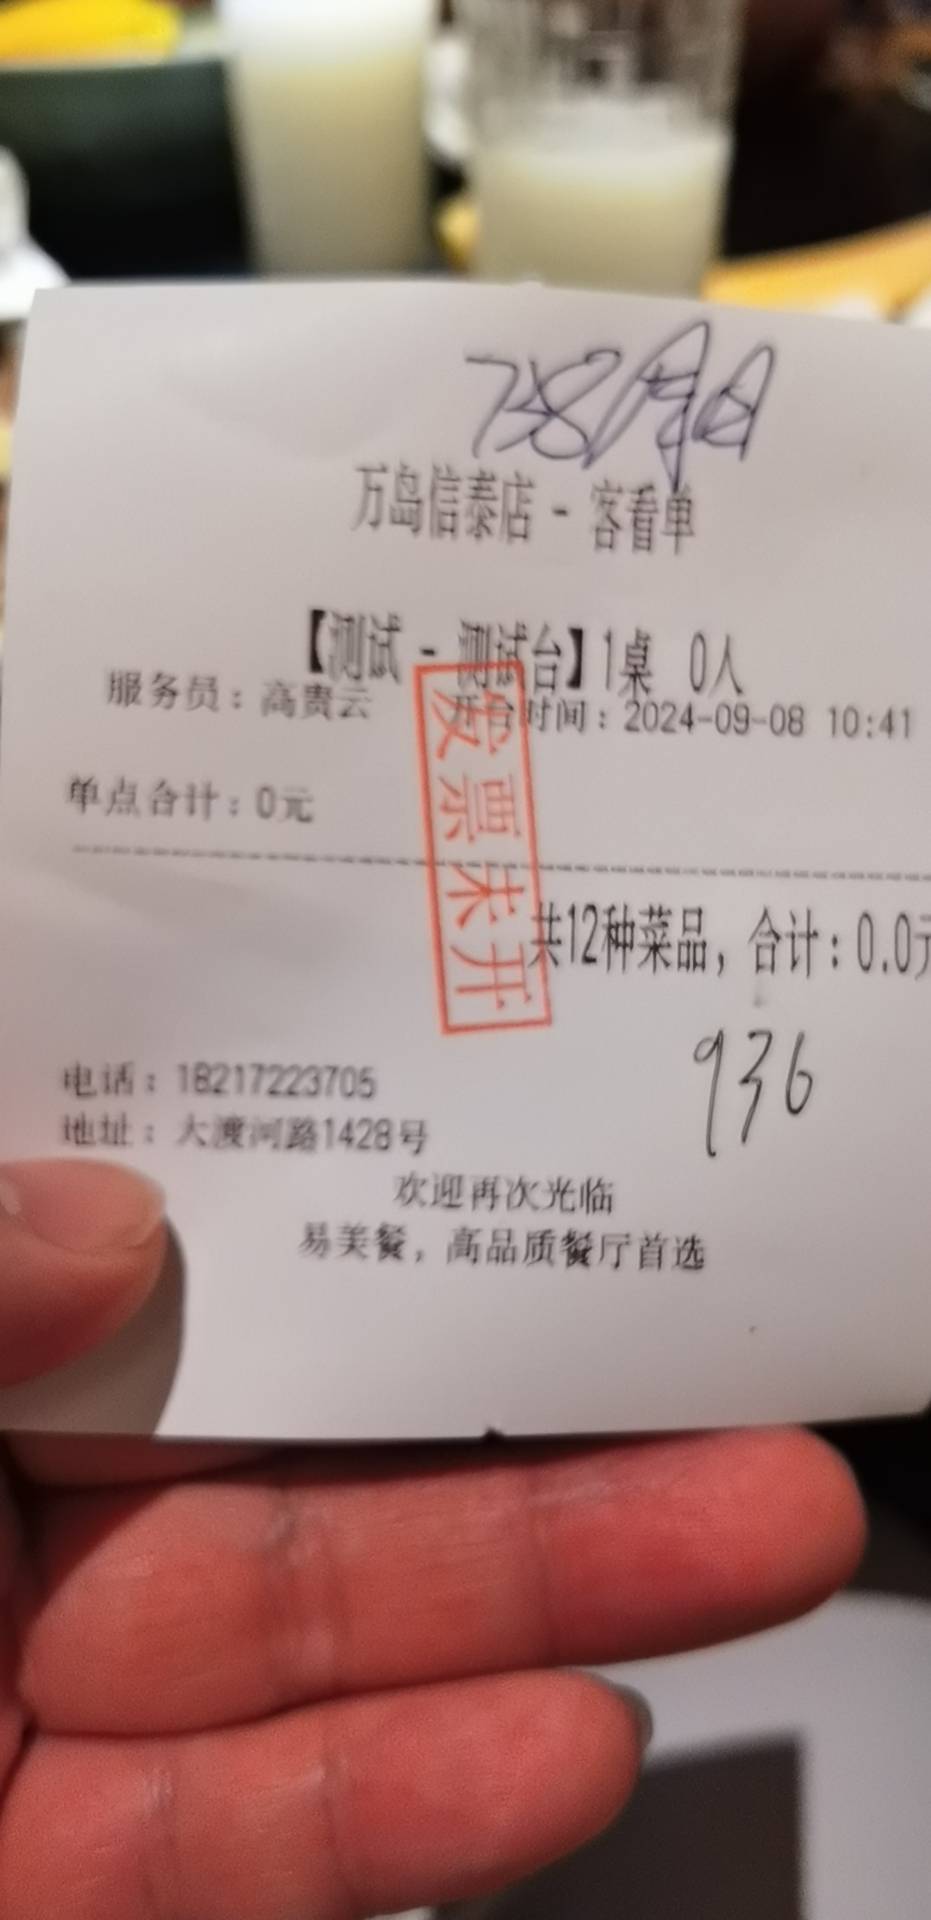 万岛信泰店 - 客看单
【测试 - 测试台】1桌 0人
服务员：高贵云 开台时间：2024-09-08 10:41
单点合计：0元
发票未开
共12种菜品，合计：0.0元
936
电话：18217223705
地址：大渡河路1428号
欢迎再次光临
易美餐，高品质餐厅首选